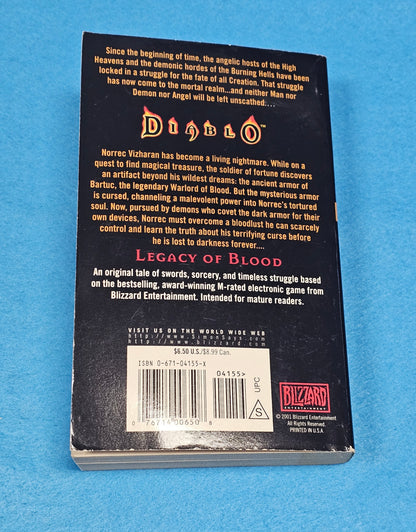 Since the beginning of time, the angelic hosts of the High
Heavens and the demonic hordes of the Burning Hells have been
locked in a struggle for the fate of all Creation. That struggle
has now come to the mortal realm...and neither Man nor
Demon nor Angel will be left unscathed....
DIABLO™
Norrec Vizharan has become a living nightmare. While on a
quest to find magical treasure, the soldier of fortune discovers
an artifact beyond his wildest dreams: the ancient armor of
Bartuc, the legendary Warlord of Blood. But the mysterious armor
is cursed, channeling a malevolent power into Norrec's tortured
soul. Now, pursued by demons who covet the dark armor for their
own devices, Norrec must overcome a bloodlust he can scarcely
control and learn the truth about his terrifying curse before
he is lost to darkness forever....
LEGACY OF BLOOD
An original tale of swords, sorcery, and timeless struggle based
on the bestselling, award-winning M-rated electronic game from
Blizzard Entertainment. Intended for mature readers.
VISIT US ON THE WORLD WIDE WEB
http://www.SimonSays.com
http://www.blizzard.com
$6.50 U.S./$8.99 Can.
ISBN 0-671-04155-X
04155>
UPC
S
0 76714 00650 8
BLIZZARD
ENTERTAINMENT
© 2001 Blizzard Entertainment
All Rights Reserved.
PRINTED IN U.S.A.